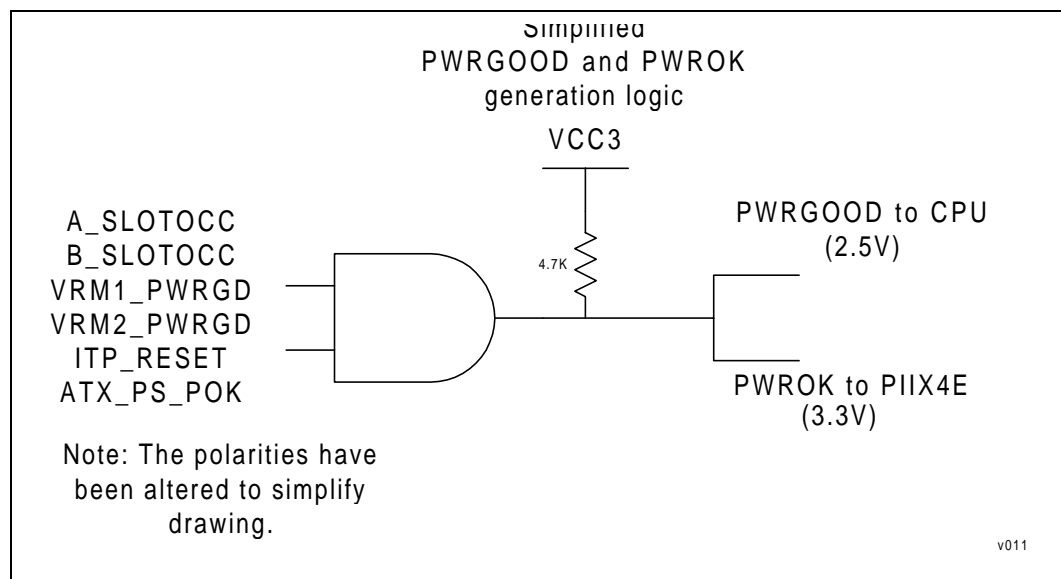 Simplified
PWRGOOD and PWROK
generation logic
VCC3
A_SLOTOCC
B_SLOTOCC
VRM1_PWRGD
VRM2_PWRGD
ITP_RESET
ATX_PS_POK
4.7K
PWRGOOD to CPU
(2.5V)
PWROK to PIIX4E
(3.3V)
Note: The polarities have
been altered to simplify
drawing.
v011